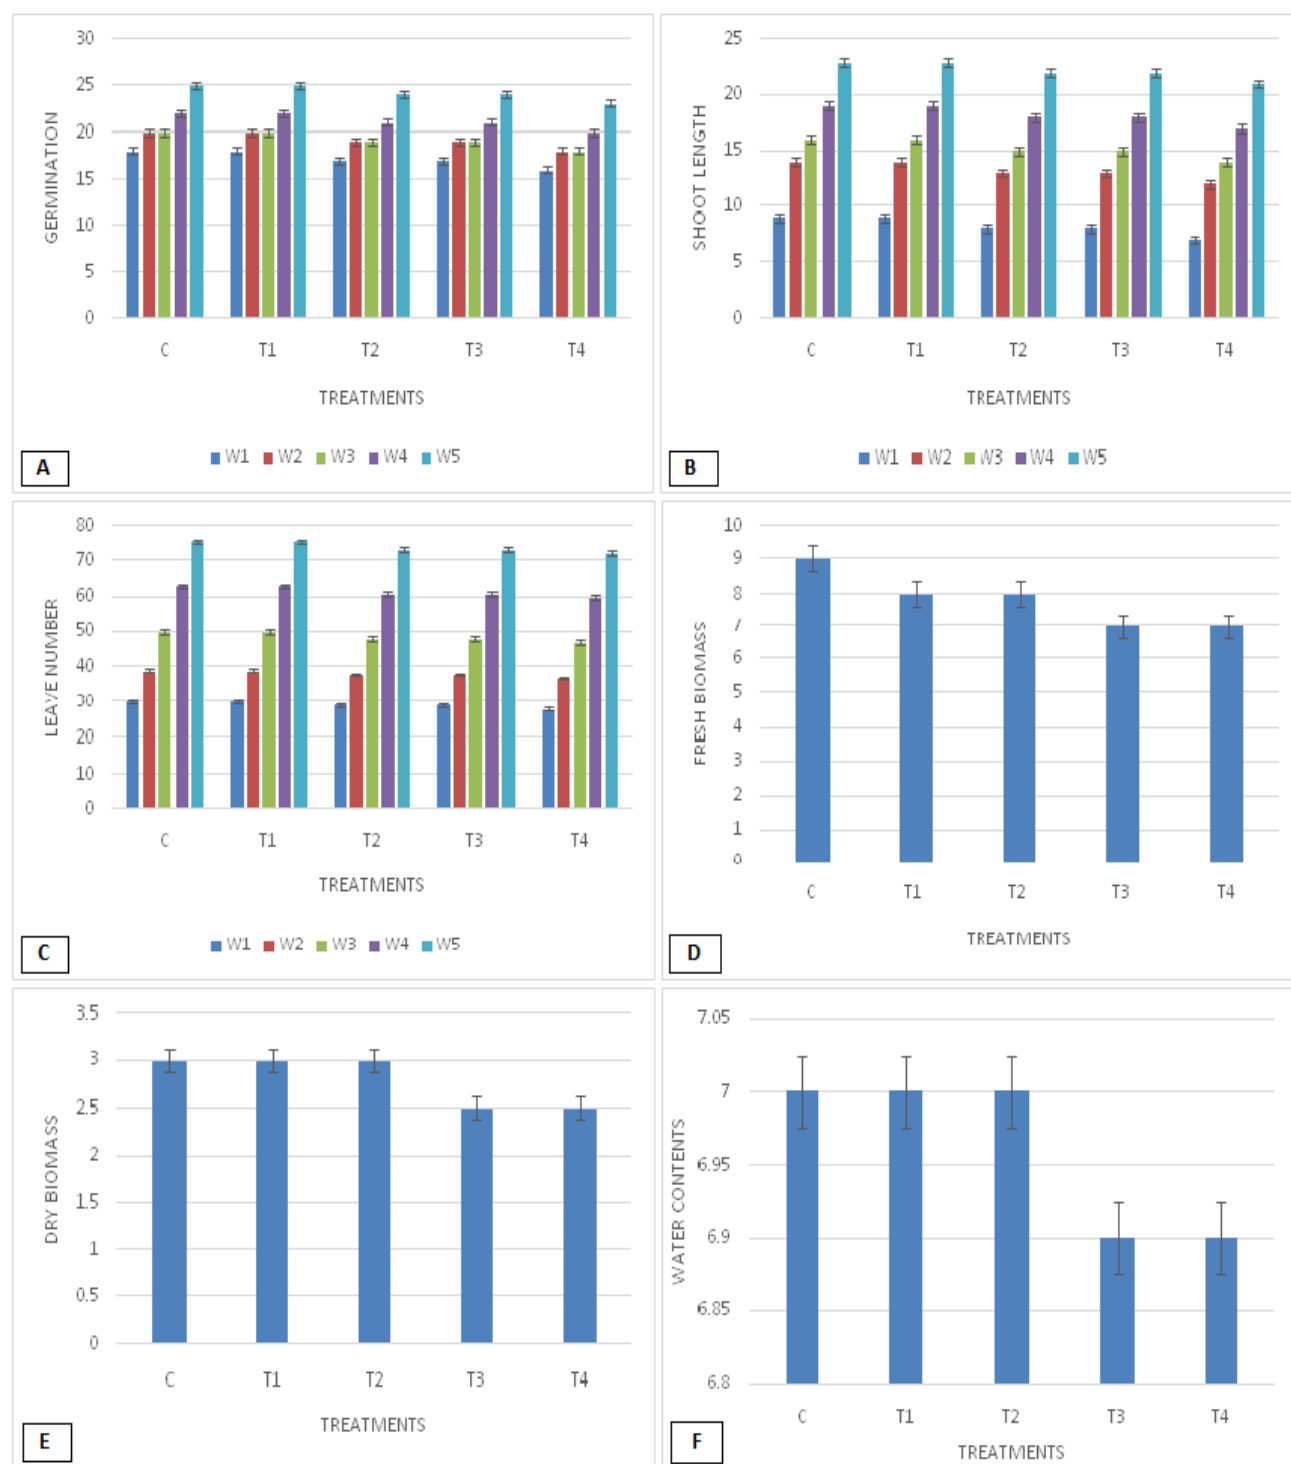 30
25
20
15
10
5
0
GERMINATION
C T1 T2 T3 T4
TREATMENTS
W1 W2 W3 W4 W5
A
25
20
15
10
5
0
SHOOT LENGTH
C T1 T2 T3 T4
TREATMENTS
W1 W2 W3 W4 W5
B
80
70
60
50
40
30
20
10
0
LEAVE NUMBER
C T1 T2 T3 T4
TREATMENTS
W1 W2 W3 W4 W5
C
10
9
8
7
6
5
4
3
2
1
0
FRESH BIOMASS
C T1 T2 T3 T4
TREATMENTS
D
3.5
3
2.5
2
1.5
1
0.5
0
DRY BIOMASS
C T1 T2 T3 T4
TREATMENTS
E
7.05
7
6.95
6.9
6.85
6.8
WATER CONTENTS
C T1 T2 T3 T4
TREATMENTS
F